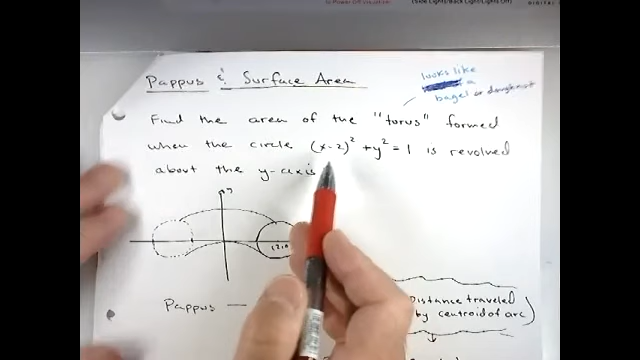 Pappus & Surface Area
looks like
a
bagel or doughnut
Find the area of the "torus" formed
when the circle (x-2)² + y² = 1 is revolved
about the y-axis
y
(2,0)
Pappus —
Distance traveled
by centroid of arc